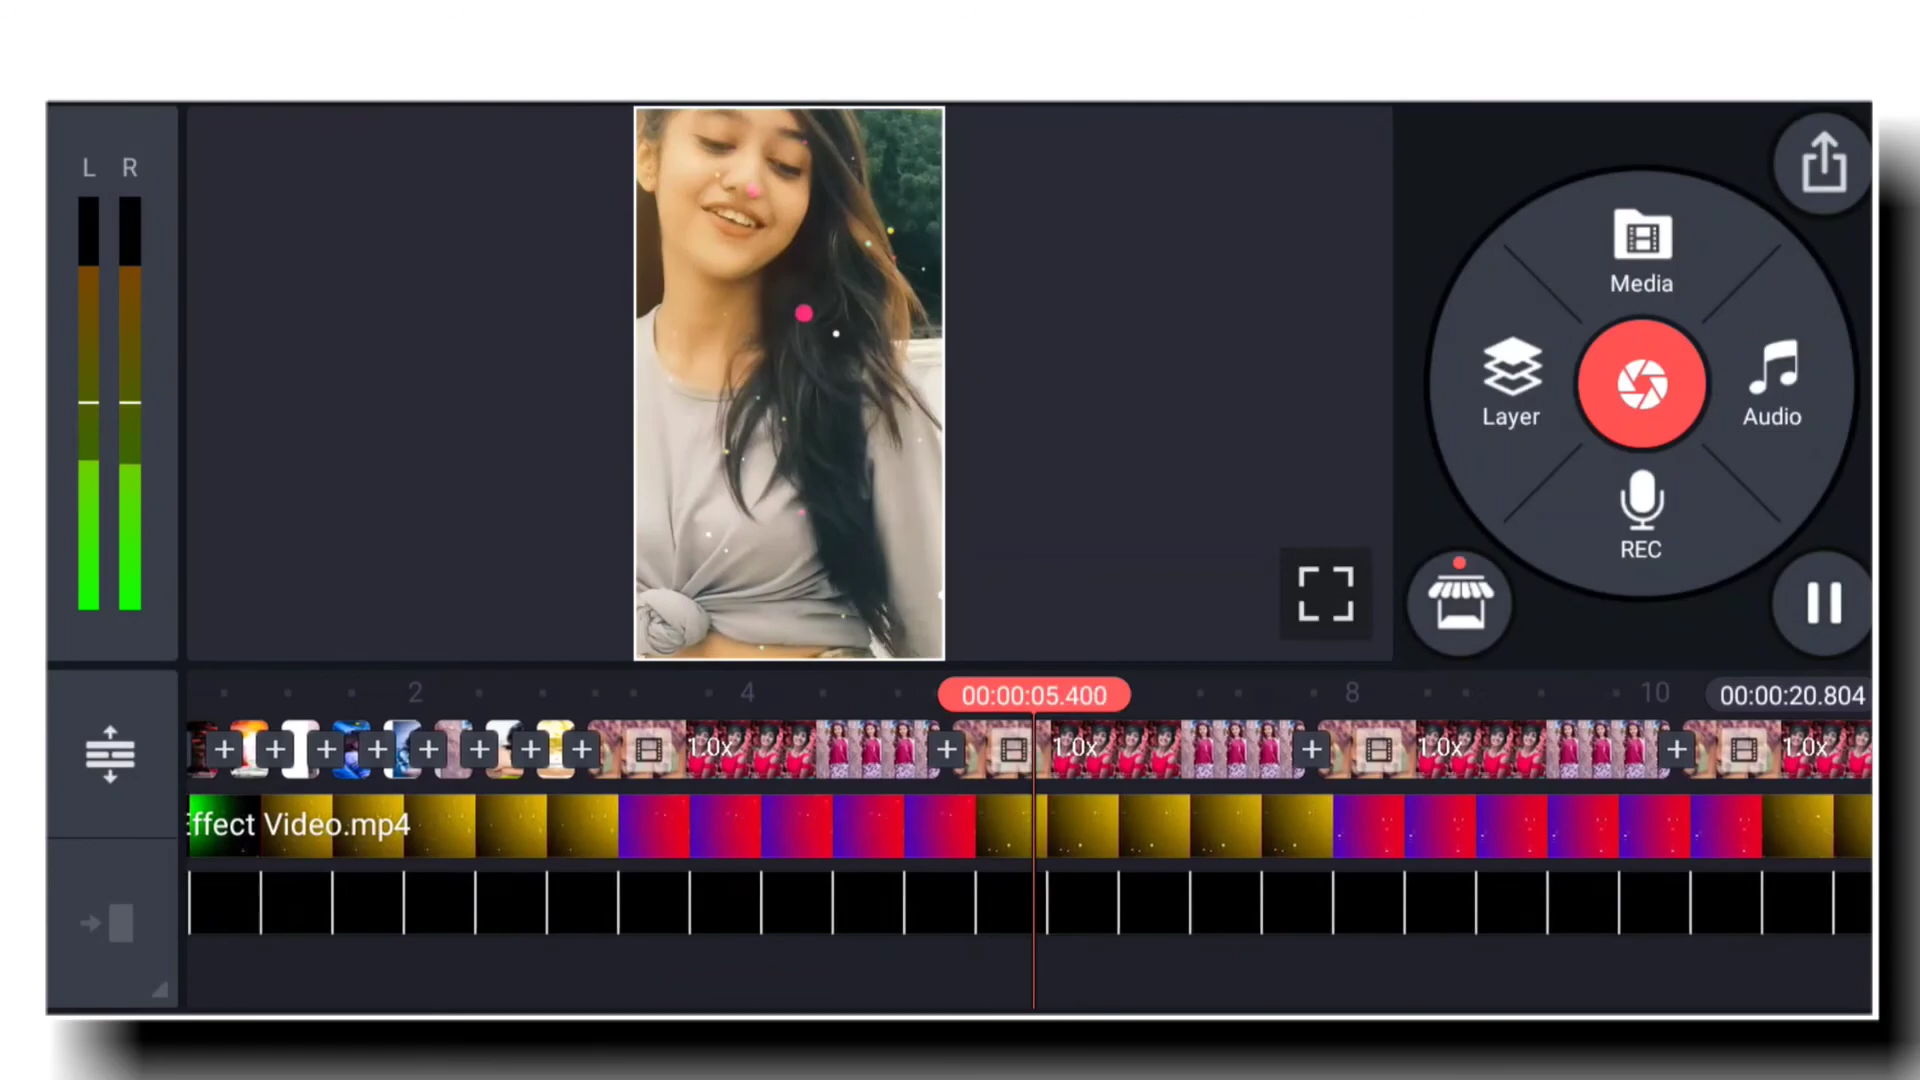 L R
Media
Layer
Audio
REC
2
4
00:00:05.400
8
10
00:00:20.804
1.0x
1.0x
1.0x
1.0x
ffect Video.mp4